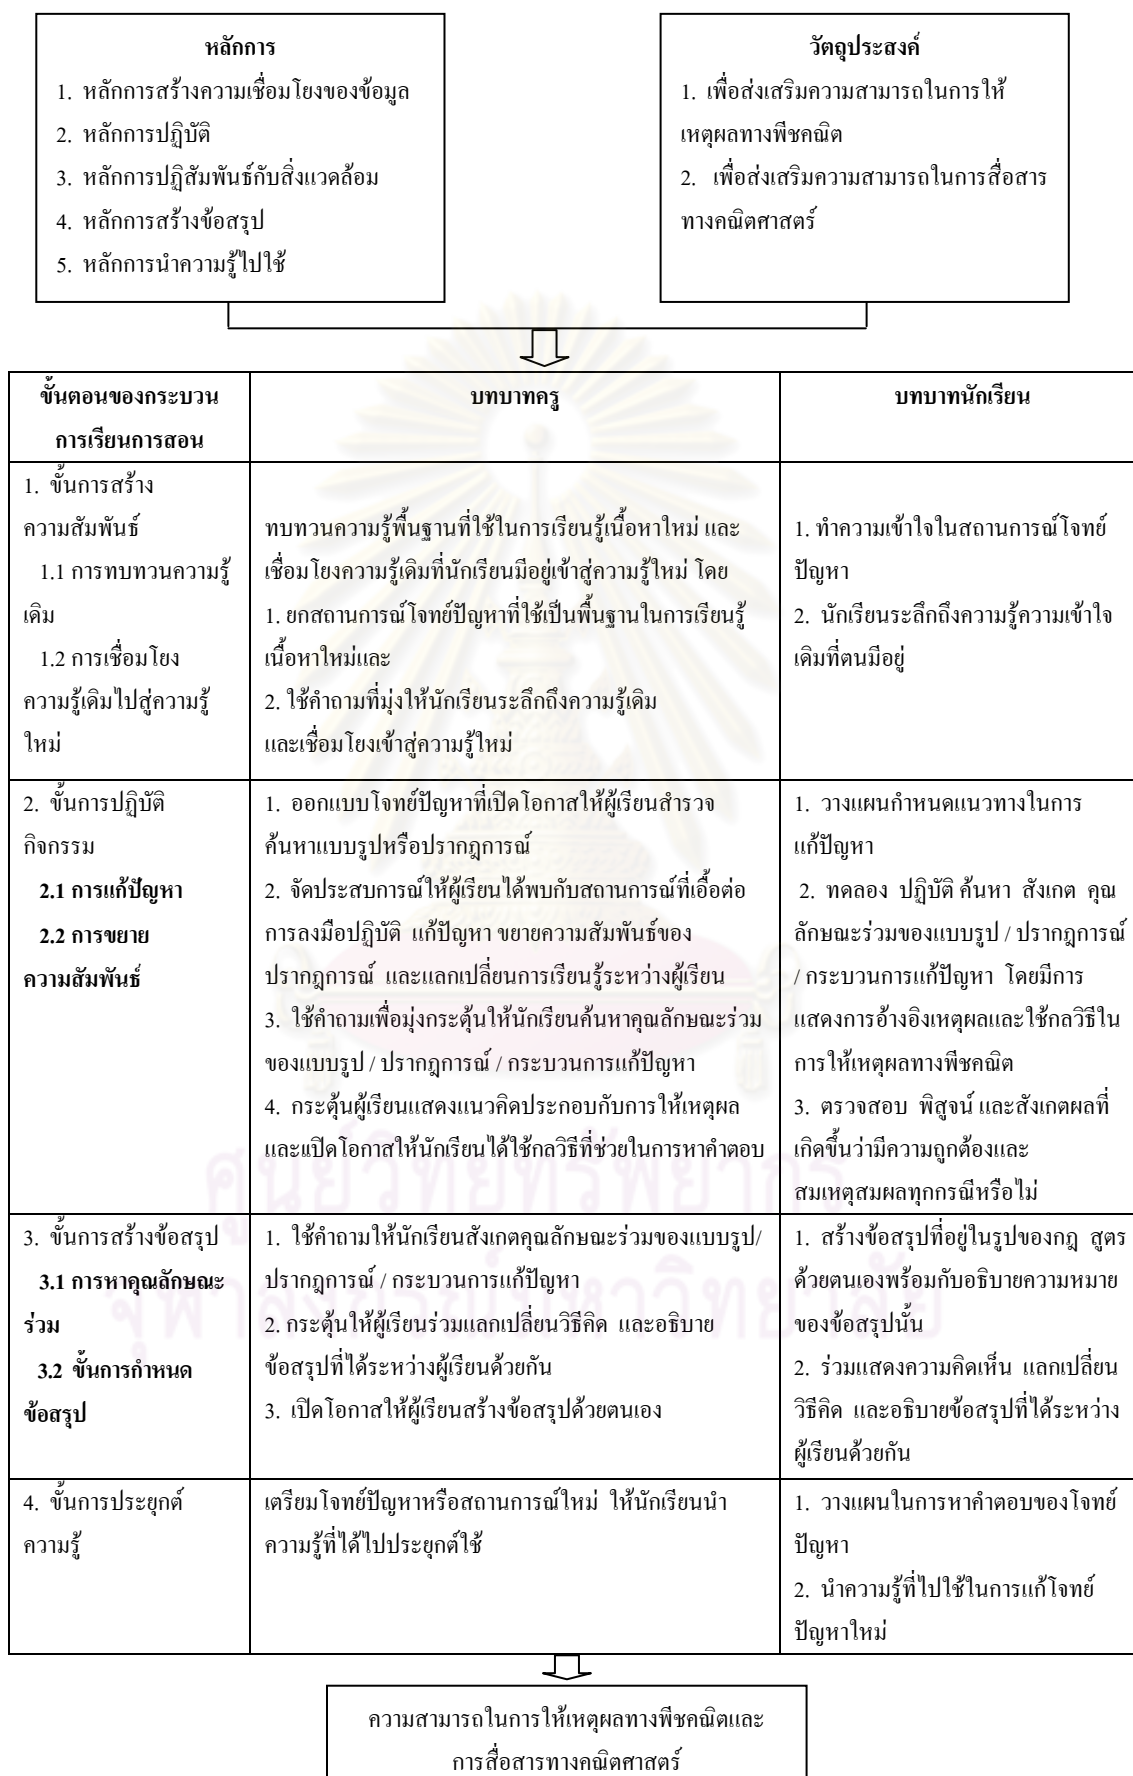 หลักการ
1. หลักการสร้างความเชื่อมโยงของข้อมูล
2. หลักการปฏิบัติ
3. หลักการปฏิสัมพันธ์กับสิ่งแวดล้อม
4. หลักการสร้างข้อสรุป
5. หลักการนำความรู้ไปใช้
วัตถุประสงค์
1. เพื่อส่งเสริมความสามารถในการให้
เหตุผลทางพีชคณิต
2. เพื่อส่งเสริมความสามารถในการสื่อสาร
ทางคณิตศาสตร์
ขั้นตอนของกระบวน
การเรียนการสอน
บทบาทครู
บทบาทนักเรียน
1. ขั้นการสร้าง
ความสัมพันธ์
1.1 การทบทวนความรู้
เดิม
1.2 การเชื่อมโยง
ความรู้เดิมไปสู่ความรู้
ใหม่
ทบทวนความรู้พื้นฐานที่ใช้ในการเรียนรู้เนื้อหาใหม่ และ
เชื่อมโยงความรู้เดิมที่นักเรียนมีอยู่เข้าสู่ความรู้ใหม่ โดย
1. ยกสถานการณ์โจทย์ปัญหาที่ใช้เป็นพื้นฐานในการเรียนรู้
เนื้อหาใหม่และ
2. ใช้คำถามที่มุ่งให้นักเรียนระลึกถึงความรู้เดิม
และเชื่อมโยงเข้าสู่ความรู้ใหม่
1. ทำความเข้าใจในสถานการณ์โจทย์
ปัญหา
2. นักเรียนระลึกถึงความรู้ความเข้าใจ
เดิมที่ตนมีอยู่
2. ขั้นการปฏิบัติ
กิจกรรม
2.1 การแก้ปัญหา
2.2 การขยาย
ความสัมพันธ์
1. ออกแบบโจทย์ปัญหาที่เปิดโอกาสให้ผู้เรียนสำรวจ
ค้นหาแบบรูปหรือปรากฎการณ์
2. จัดประสบการณ์ให้ผู้เรียนได้พบกับสถานการณ์ที่เอื้อต่อ
การลงมือปฏิบัติ แก้ปัญหา ขยายความสัมพันธ์ของ
ปรากฎการณ์ และแลกเปลี่ยนการเรียนรู้ระหว่างผู้เรียน
3. ใช้คำถามเพื่อมุ่งกระตุ้นให้นักเรียนค้นหาคุณลักษณะร่วม
ของแบบรูป / ปรากฎการณ์ / กระบวนการแก้ปัญหา
4. กระตุ้นผู้เรียนแสดงแนวคิดประกอบกับการให้เหตุผล
และเปิดโอกาสให้นักเรียนได้ใช้กลวิธีที่ช่วยในการหาคำตอบ
1. วางแผนกำหนดแนวทางในการ
แก้ปัญหา
2. ทดลอง ปฏิบัติ ค้นหา สังเกต คุณ
ลักษณะร่วมของแบบรูป / ปรากฎการณ์
/ กระบวนการแก้ปัญหา โดยมีการ
แสดงการอ้างอิงเหตุผลและใช้กลวิธีใน
การให้เหตุผลทางพีชคณิต
3. ตรวจสอบ พิสูจน์ และสังเกตผลที่
เกิดขึ้นว่ามีความถูกต้องและ
สมเหตุสมผลทุกกรณีหรือไม่
3. ขั้นการสร้างข้อสรุป
3.1 การหาคุณลักษณะ
ร่วม
3.2 ขั้นการกำหนด
ข้อสรุป
1. ใช้คำถามให้นักเรียนสังเกตคุณลักษณะร่วมของแบบรูป/
ปรากฎการณ์ / กระบวนการแก้ปัญหา
2. กระตุ้นให้ผู้เรียนร่วมแลกเปลี่ยนวิธีคิด และอธิบาย
ข้อสรุปที่ได้ระหว่างผู้เรียนด้วยกัน
3. เปิดโอกาสให้ผู้เรียนสร้างข้อสรุปด้วยตนเอง
1. สร้างข้อสรุปที่อยู่ในรูปของกฎ สูตร
ด้วยตนเองพร้อมกับอธิบายความหมาย
ของข้อสรุปนั้น
2. ร่วมแสดงความคิดเห็น แลกเปลี่ยน
วิธีคิด และอธิบายข้อสรุปที่ได้ระหว่าง
ผู้เรียนด้วยกัน
4. ขั้นการประยุกต์
ความรู้
เตรียมโจทย์ปัญหาหรือสถานการณ์ใหม่ ให้นักเรียนนำ
ความรู้ที่ได้ไปประยุกต์ใช้
1. วางแผนในการหาคำตอบของโจทย์
ปัญหา
2. นำความรู้ที่ไปใช้ในการแก้โจทย์
ปัญหาใหม่
ความสามารถในการให้เหตุผลทางพีชคณิตและ
การสื่อสารทางคณิตศาสตร์
ศูนย์วิทยทรัพยากร
จุฬาลงกรณ์มหาวิทยาลัย